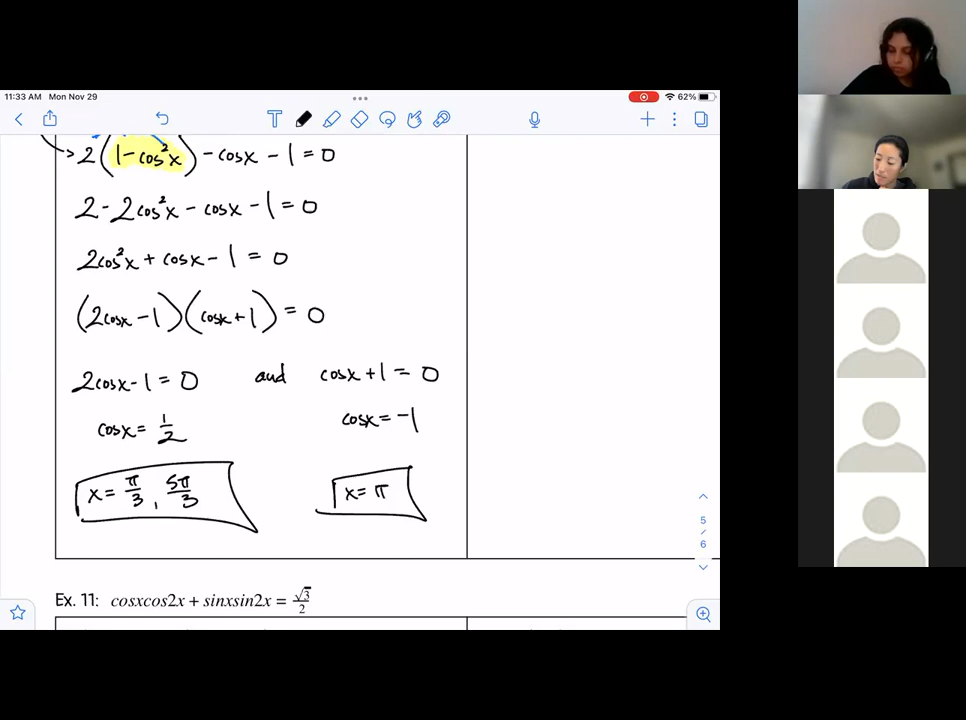 11:33 AM Mon Nov 29
62%
2(1-cos²x) - cosx - 1 = 0
2 - 2cos²x - cosx - 1 = 0
2cos²x + cosx - 1 = 0
(2cosx - 1)(cosx + 1) = 0
2cosx - 1 = 0 and cosx + 1 = 0
cosx = 1/2 cosx = -1
x = π/3, 5π/3 x = π
5/6
Ex. 11: cosxcos2x + sinxsin2x = √3/2